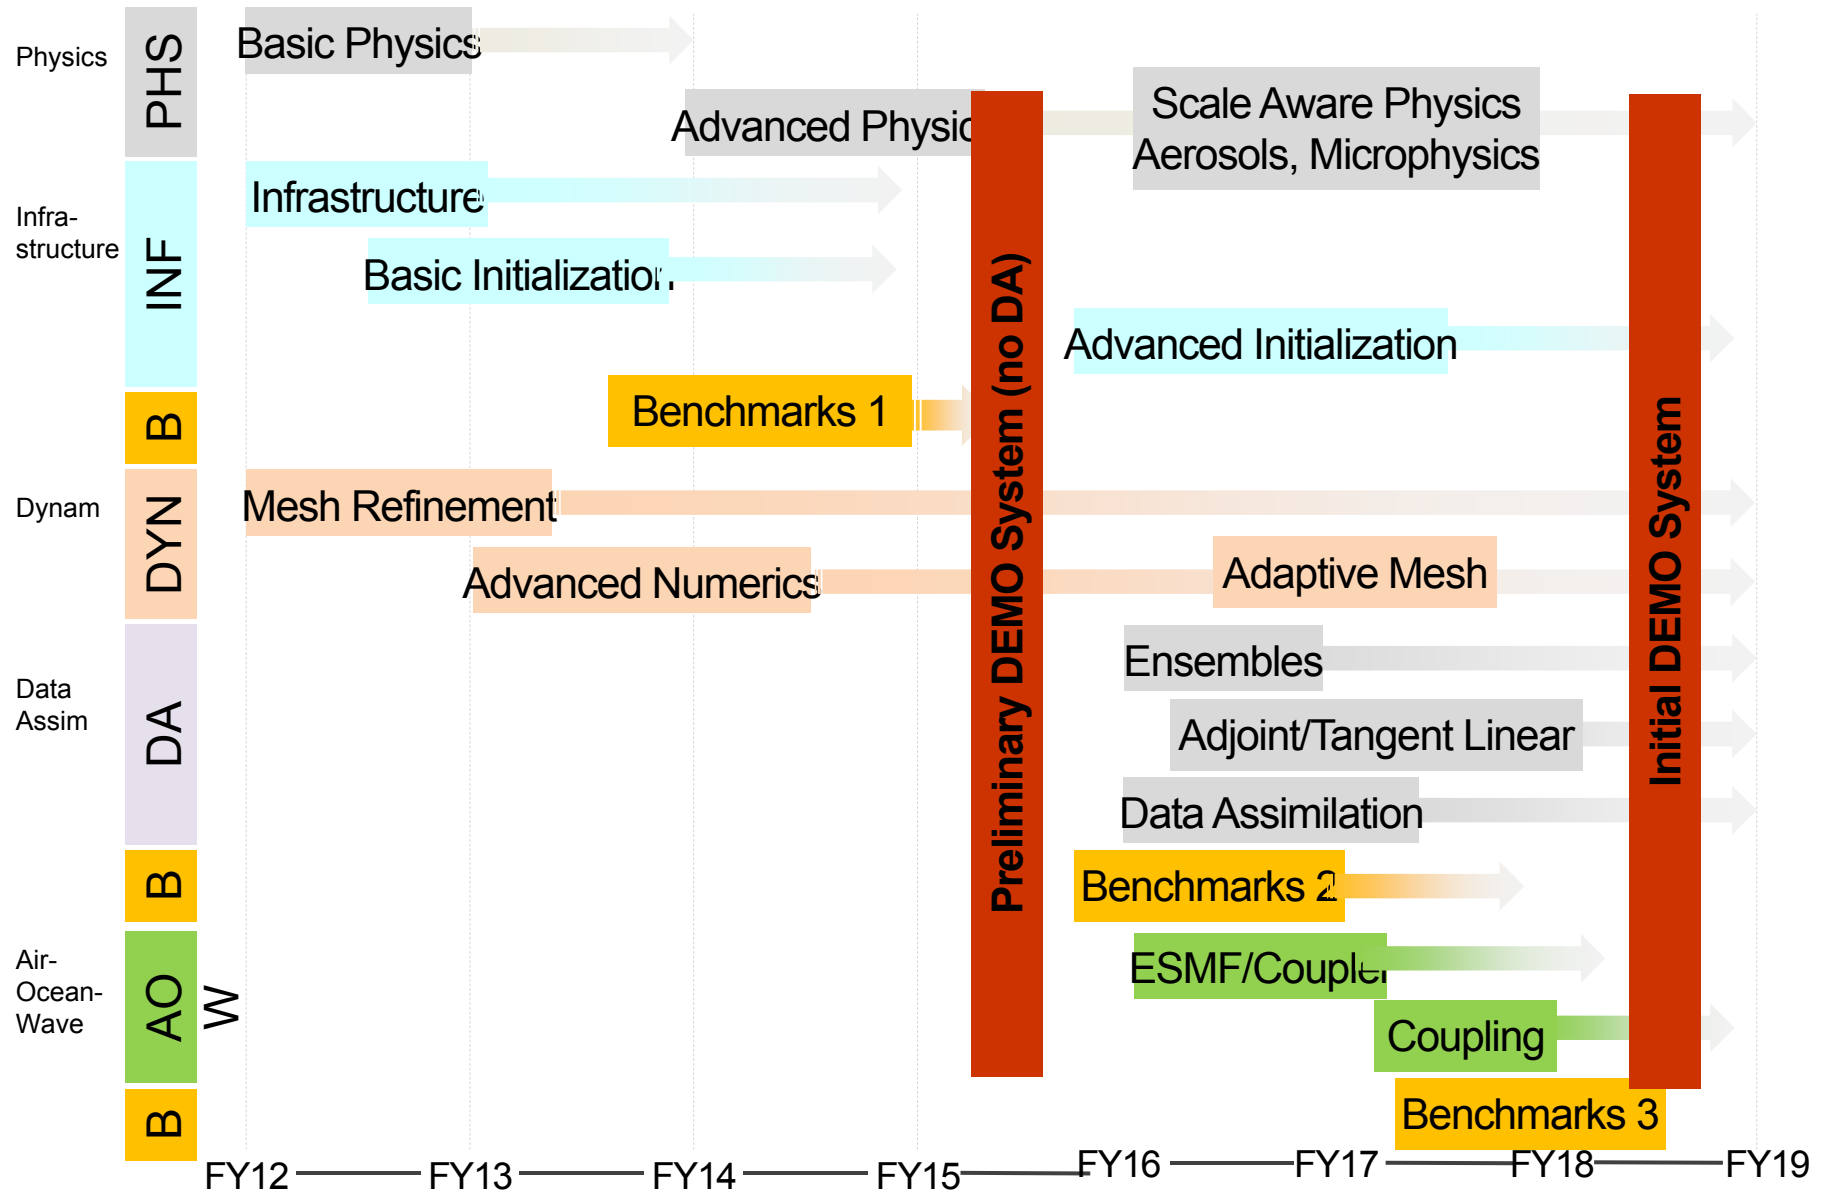 Physics
PHS
Basic Physics
Advanced Physic
Scale Aware Physics
Aerosols, Microphysics
Infra-
structure
INF
Infrastructure
Basic Initialization
Advanced Initialization
B
Benchmarks 1
Dynam
DYN
Mesh Refinement
Advanced Numerics
Adaptive Mesh
Data
Assim
DA
Ensembles
Adjoint/Tangent Linear
Data Assimilation
B
Benchmarks 2
Air-
Ocean-
Wave
AO
W
ESMF/Coupler
Coupling
B
Benchmarks 3
Preliminary DEMO System (no DA)
Initial DEMO System
FY12
FY13
FY14
FY15
FY16
FY17
FY18
FY19